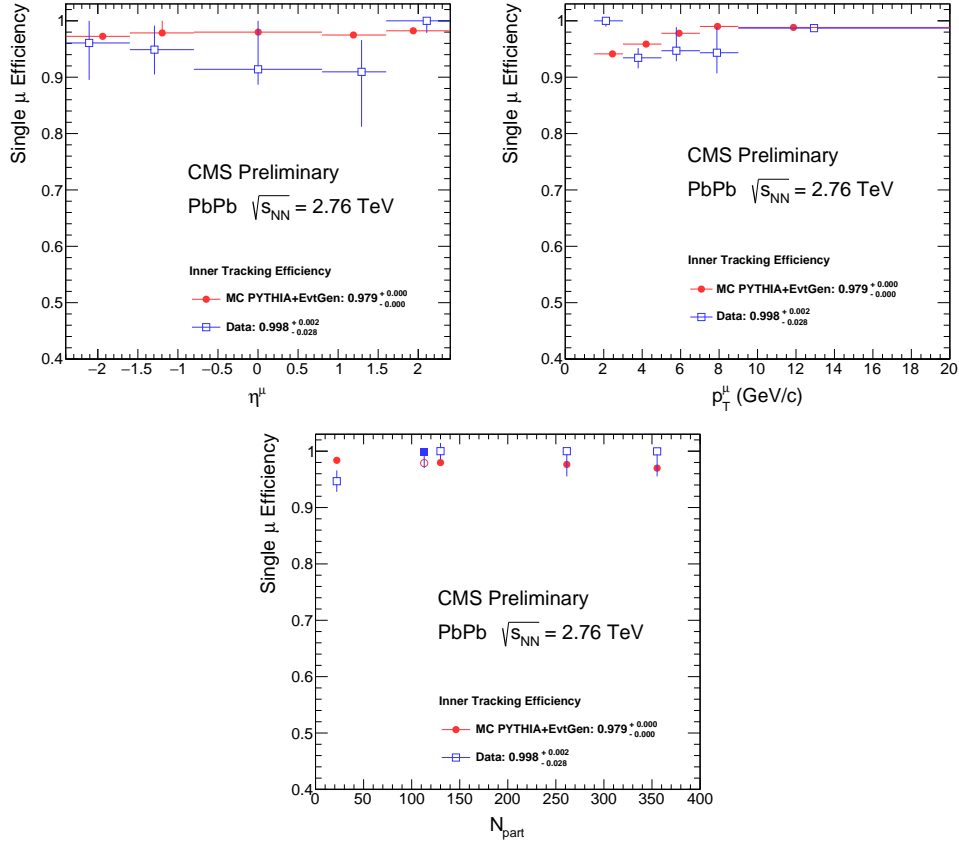 Single μ Efficiency
1
0.9
0.8
0.7
0.6
0.5
0.4
CMS Preliminary
PbPb √s_NN = 2.76 TeV
Inner Tracking Efficiency
MC PYTHIA+EvtGen: 0.979 + 0.000 - 0.000
Data: 0.998 + 0.002 - 0.028
−2 −1.5 −1 −0.5 0 0.5 1 1.5 2
η^μ
Single μ Efficiency
1
0.9
0.8
0.7
0.6
0.5
0.4
CMS Preliminary
PbPb √s_NN = 2.76 TeV
Inner Tracking Efficiency
MC PYTHIA+EvtGen: 0.979 + 0.000 - 0.000
Data: 0.998 + 0.002 - 0.028
0 2 4 6 8 10 12 14 16 18 20
p_T^μ (GeV/c)
Single μ Efficiency
1
0.9
0.8
0.7
0.6
0.5
0.4
CMS Preliminary
PbPb √s_NN = 2.76 TeV
Inner Tracking Efficiency
MC PYTHIA+EvtGen: 0.979 + 0.000 - 0.000
Data: 0.998 + 0.002 - 0.028
0 50 100 150 200 250 300 350 400
N_part